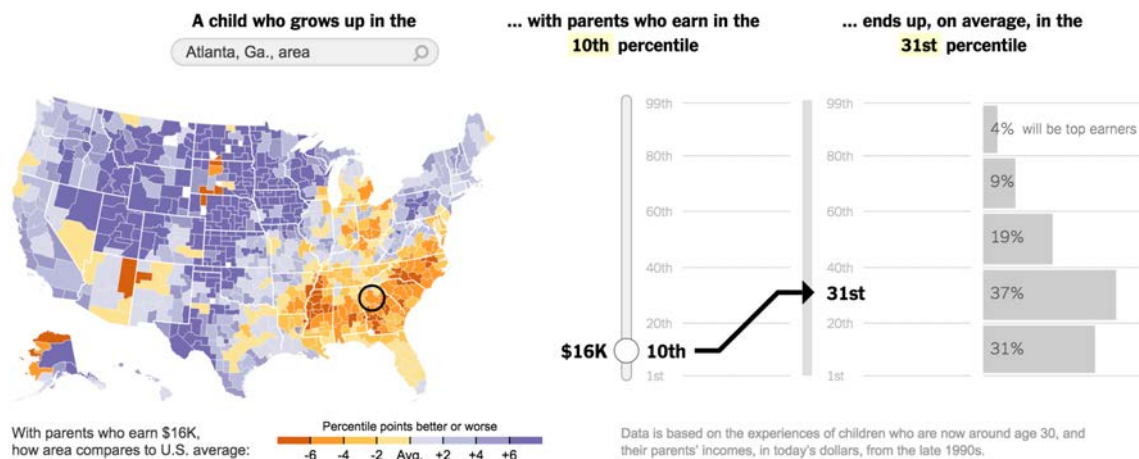 A child who grows up in the
Atlanta, Ga., area
... with parents who earn in the
10th percentile
... ends up, on average, in the
31st percentile
99th
80th
60th
40th
20th
$16K
10th
1st
99th
80th
60th
40th
31st
20th
1st
4% will be top earners
9%
19%
37%
31%
With parents who earn $16K,
how area compares to U.S. average:
Percentile points better or worse
-6 -4 -2 Avg. +2 +4 +6
Data is based on the experiences of children who are now around age 30, and
their parents' incomes, in today's dollars, from the late 1990s.